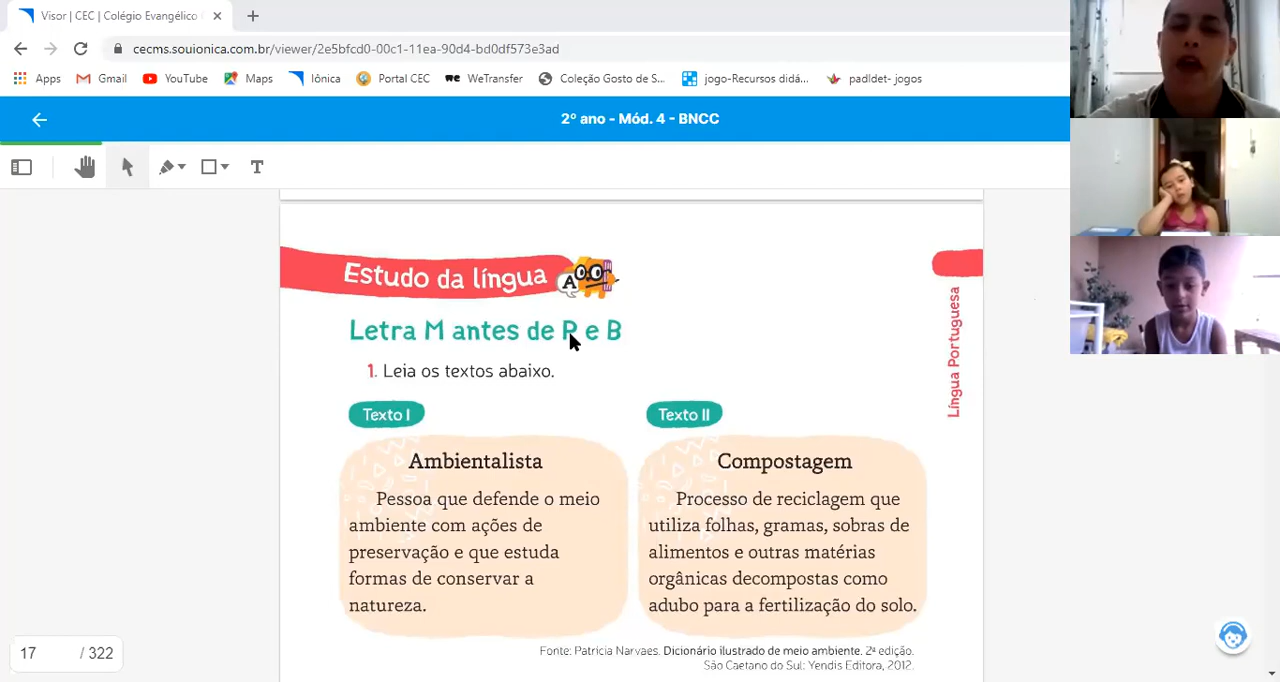 Visor | CEC | Colégio Evangélico
cecms.souionica.com.br/viewer/2e5bfcd0-00c1-11ea-90d4-bd0df573e3ad
Apps Gmail YouTube Maps Iônica Portal CEC WeTransfer Coleção Gosto de S... jogo-Recursos didá... padldet- jogos
2º ano - Mód. 4 - BNCC
T
Estudo da língua
A
Letra M antes de P e B
1. Leia os textos abaixo.
Texto I
Ambientalista
Pessoa que defende o meio
ambiente com ações de
preservação e que estuda
formas de conservar a
natureza.
Texto II
Compostagem
Processo de reciclagem que
utiliza folhas, gramas, sobras de
alimentos e outras matérias
orgânicas decompostas como
adubo para a fertilização do solo.
Fonte: Patrícia Narvaes. Dicionário ilustrado de meio ambiente. 2ª edição.
São Caetano do Sul: Yendis Editora, 2012.
Língua Portuguesa
17 / 322